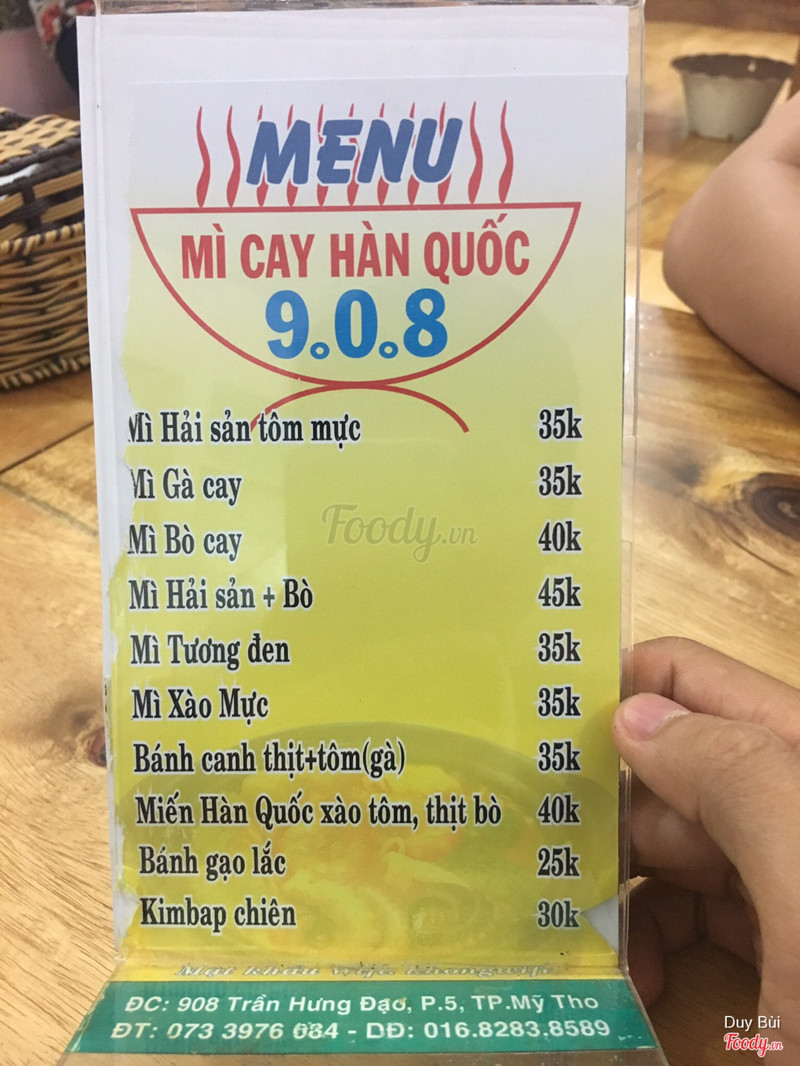 MENU
MÌ CAY HÀN QUỐC
9.0.8
Mì Hải sản tôm mực 35k
Mì Gà cay 35k
Mì Bò cay 40k
Mì Hải sản + Bò 45k
Mì Tương đen 35k
Mì Xào Mực 35k
Bánh canh thịt+tôm(gà) 35k
Miến Hàn Quốc xào tôm, thịt bò 40k
Bánh gạo lắc 25k
Kimbap chiên 30k
Foody.vn
Mật khẩu
ĐC: 908 Trần Hưng Đạo, P.5, TP.Mỹ Tho
ĐT: 073 3976 684 - DĐ: 016.8283.8589
Duy Bùi
Foody.vn